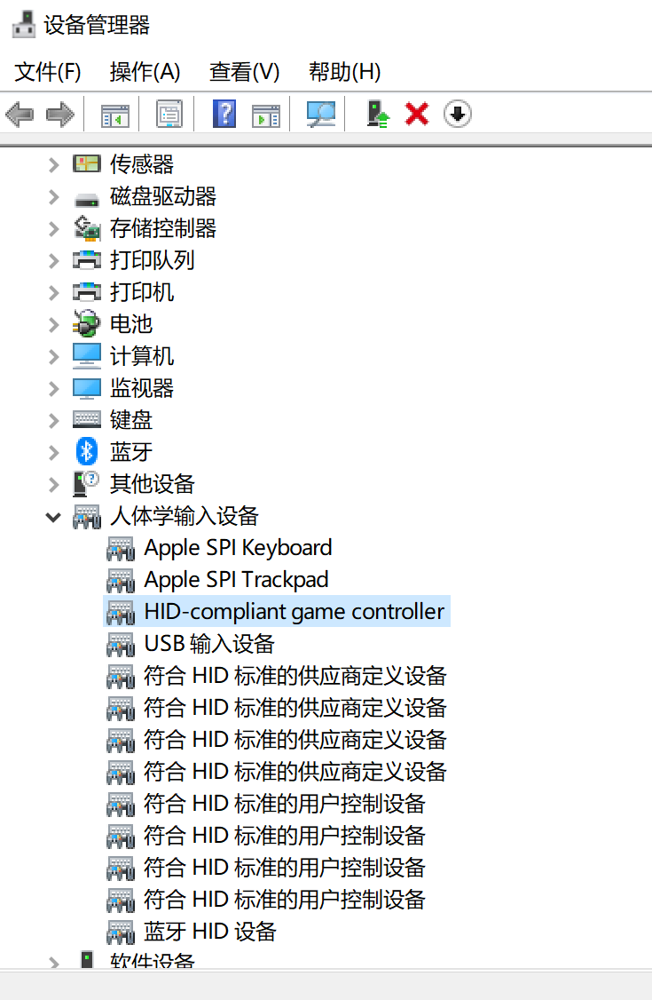 设备管理器
文件(F) 操作(A) 查看(V) 帮助(H)
传感器
磁盘驱动器
存储控制器
打印队列
打印机
电池
计算机
监视器
键盘
蓝牙
其他设备
人体学输入设备
Apple SPI Keyboard
Apple SPI Trackpad
HID-compliant game controller
USB 输入设备
符合 HID 标准的供应商定义设备
符合 HID 标准的供应商定义设备
符合 HID 标准的供应商定义设备
符合 HID 标准的供应商定义设备
符合 HID 标准的用户控制设备
符合 HID 标准的用户控制设备
符合 HID 标准的用户控制设备
符合 HID 标准的用户控制设备
蓝牙 HID 设备
软件设备